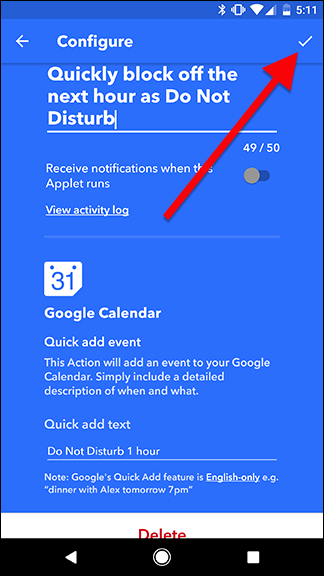 5:11
Configure
Quickly block off the
next hour as Do Not
Disturb
49 / 50
Receive notifications when this
Applet runs
View activity log
31
Google Calendar
Quick add event
This Action will add an event to your Google
Calendar. Simply include a detailed
description of when and what.
Quick add text
Do Not Disturb 1 hour
Note: Google's Quick Add feature is English-only e.g.
"dinner with Alex tomorrow 7pm"
Delete